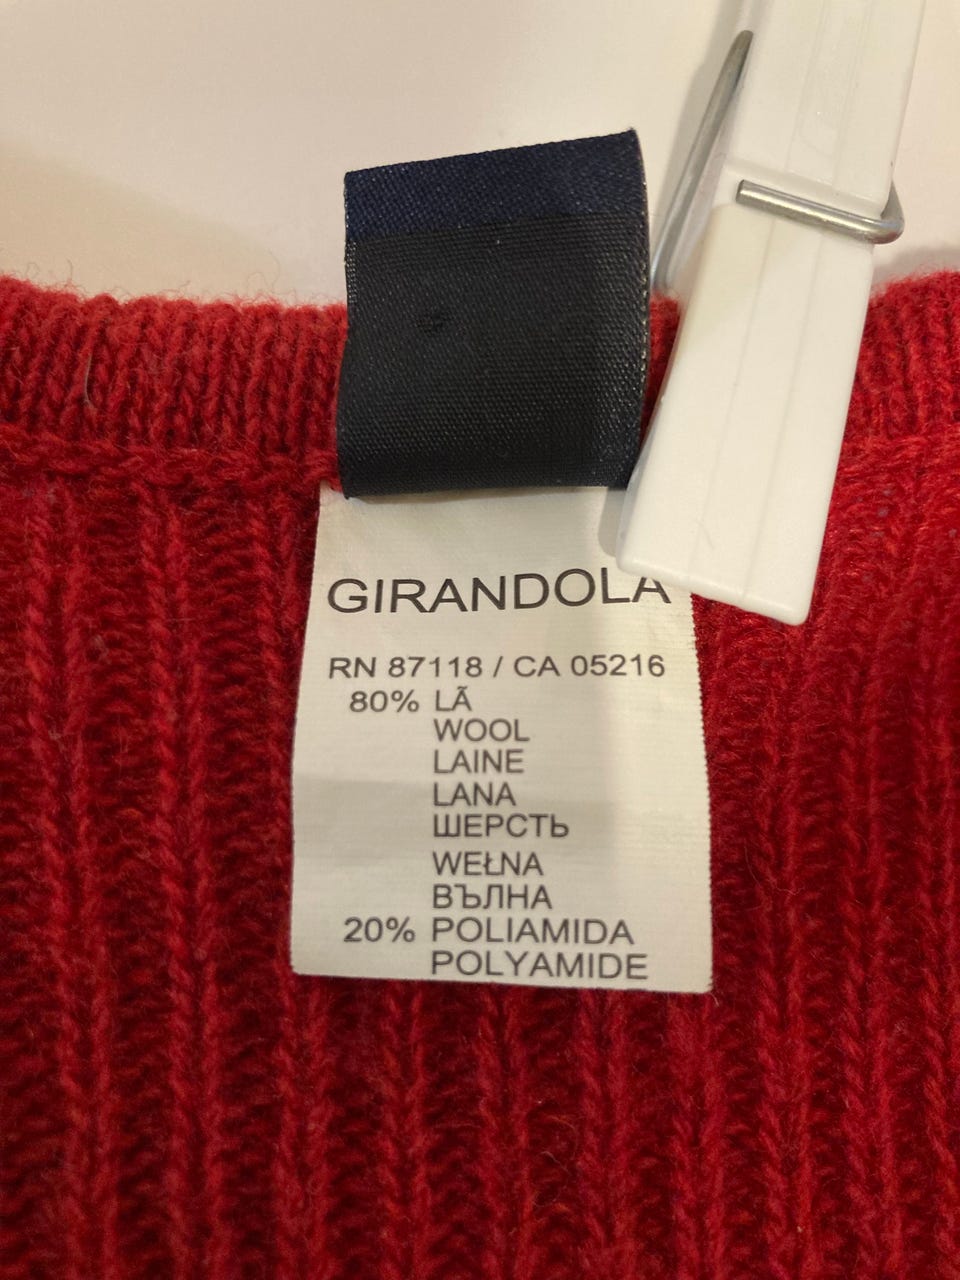 GIRANDOLA
RN 87118 / CA 05216
80% LÃ
WOOL
LAINE
LANA
ШЕРСТЬ
WEŁNA
ВЪЛНА
20% POLIAMIDA
POLYAMIDE